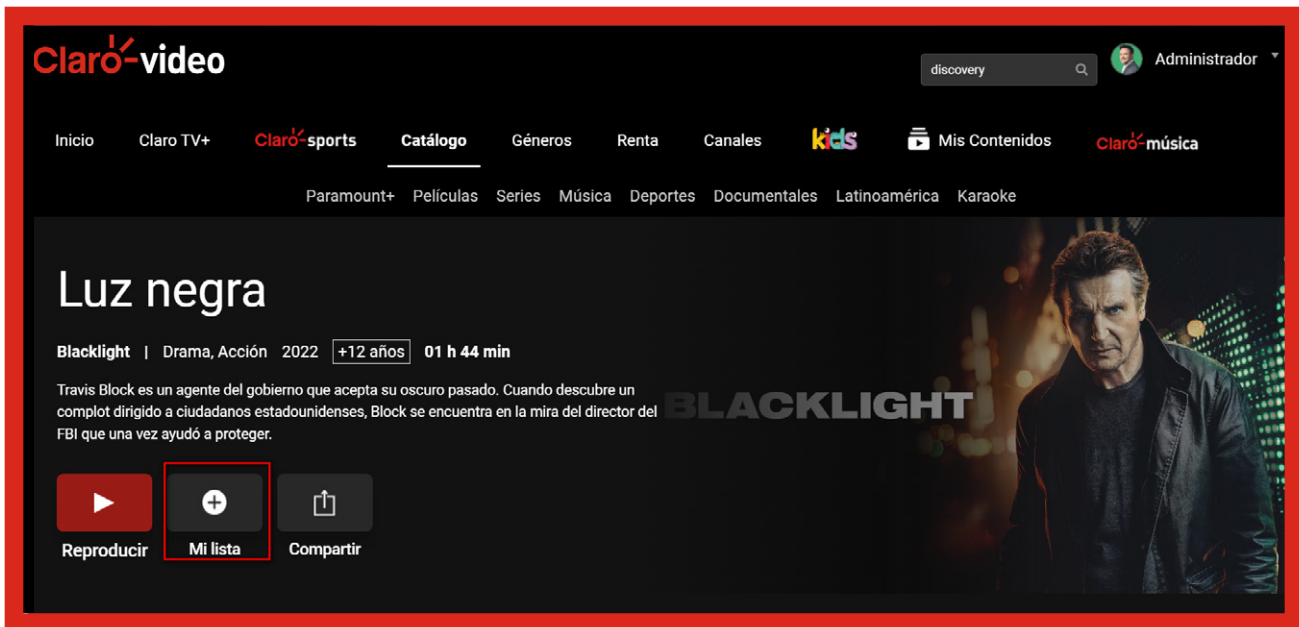 Claro-video
discovery
Administrador
Inicio Claro TV+ Claro-sports Catálogo Géneros Renta Canales kids Mis Contenidos Claro-música
Paramount+ Películas Series Música Deportes Documentales Latinoamérica Karaoke
Luz negra
Blacklight | Drama, Acción 2022 +12 años 01 h 44 min
Travis Block es un agente del gobierno que acepta su oscuro pasado. Cuando descubre un
complot dirigido a ciudadanos estadounidenses, Block se encuentra en la mira del director del
FBI que una vez ayudó a proteger.
BLACKLIGHT
Reproducir Mi lista Compartir